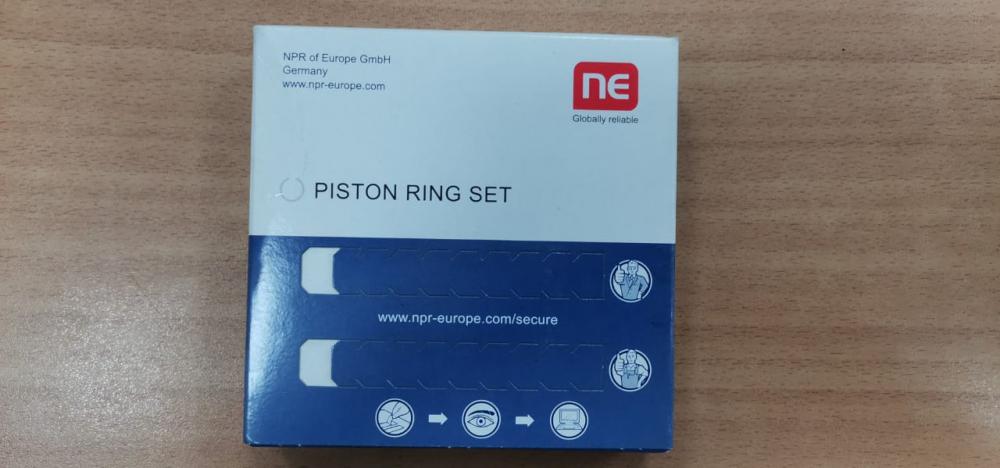 NPR of Europe GmbH
Germany
www.npr-europe.com
NE
Globally reliable
PISTON RING SET
www.npr-europe.com/secure